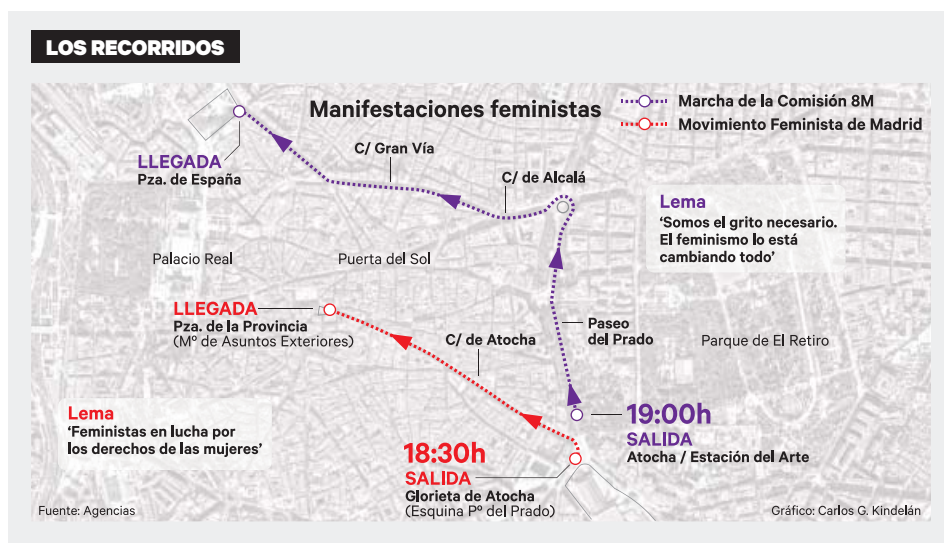 LOS RECORRIDOS
Manifestaciones feministas
Marcha de la Comisión 8M
Movimiento Feminista de Madrid
LLEGADA
Pza. de España
C/ Gran Vía
C/ de Alcalá
Lema
‘Somos el grito necesario.
El feminismo lo está
cambiando todo’
Palacio Real
Puerta del Sol
LLEGADA
Pza. de la Provincia
(Mº de Asuntos Exteriores)
C/ de Atocha
Paseo
del Prado
Parque de El Retiro
Lema
‘Feministas en lucha por
los derechos de las mujeres’
18:30h
SALIDA
Glorieta de Atocha
(Esquina Pº del Prado)
19:00h
SALIDA
Atocha / Estación del Arte
Fuente: Agencias
Gráfico: Carlos G. Kindelán